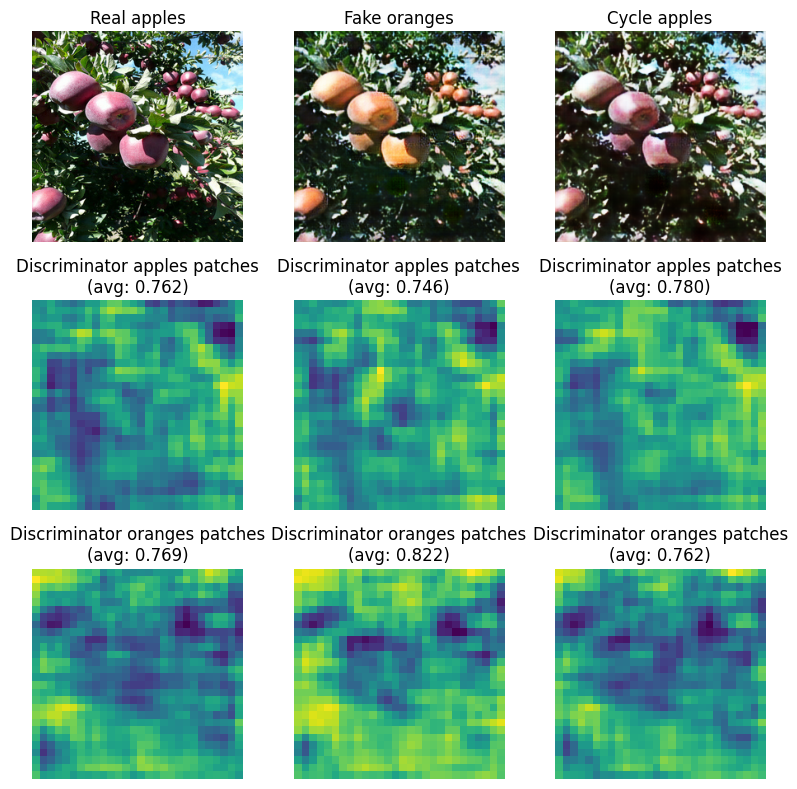 Real apples
Fake oranges
Cycle apples
Discriminator apples patches
(avg: 0.762)
Discriminator apples patches
(avg: 0.746)
Discriminator apples patches
(avg: 0.780)
Discriminator oranges patches
(avg: 0.769)
Discriminator oranges patches
(avg: 0.822)
Discriminator oranges patches
(avg: 0.762)